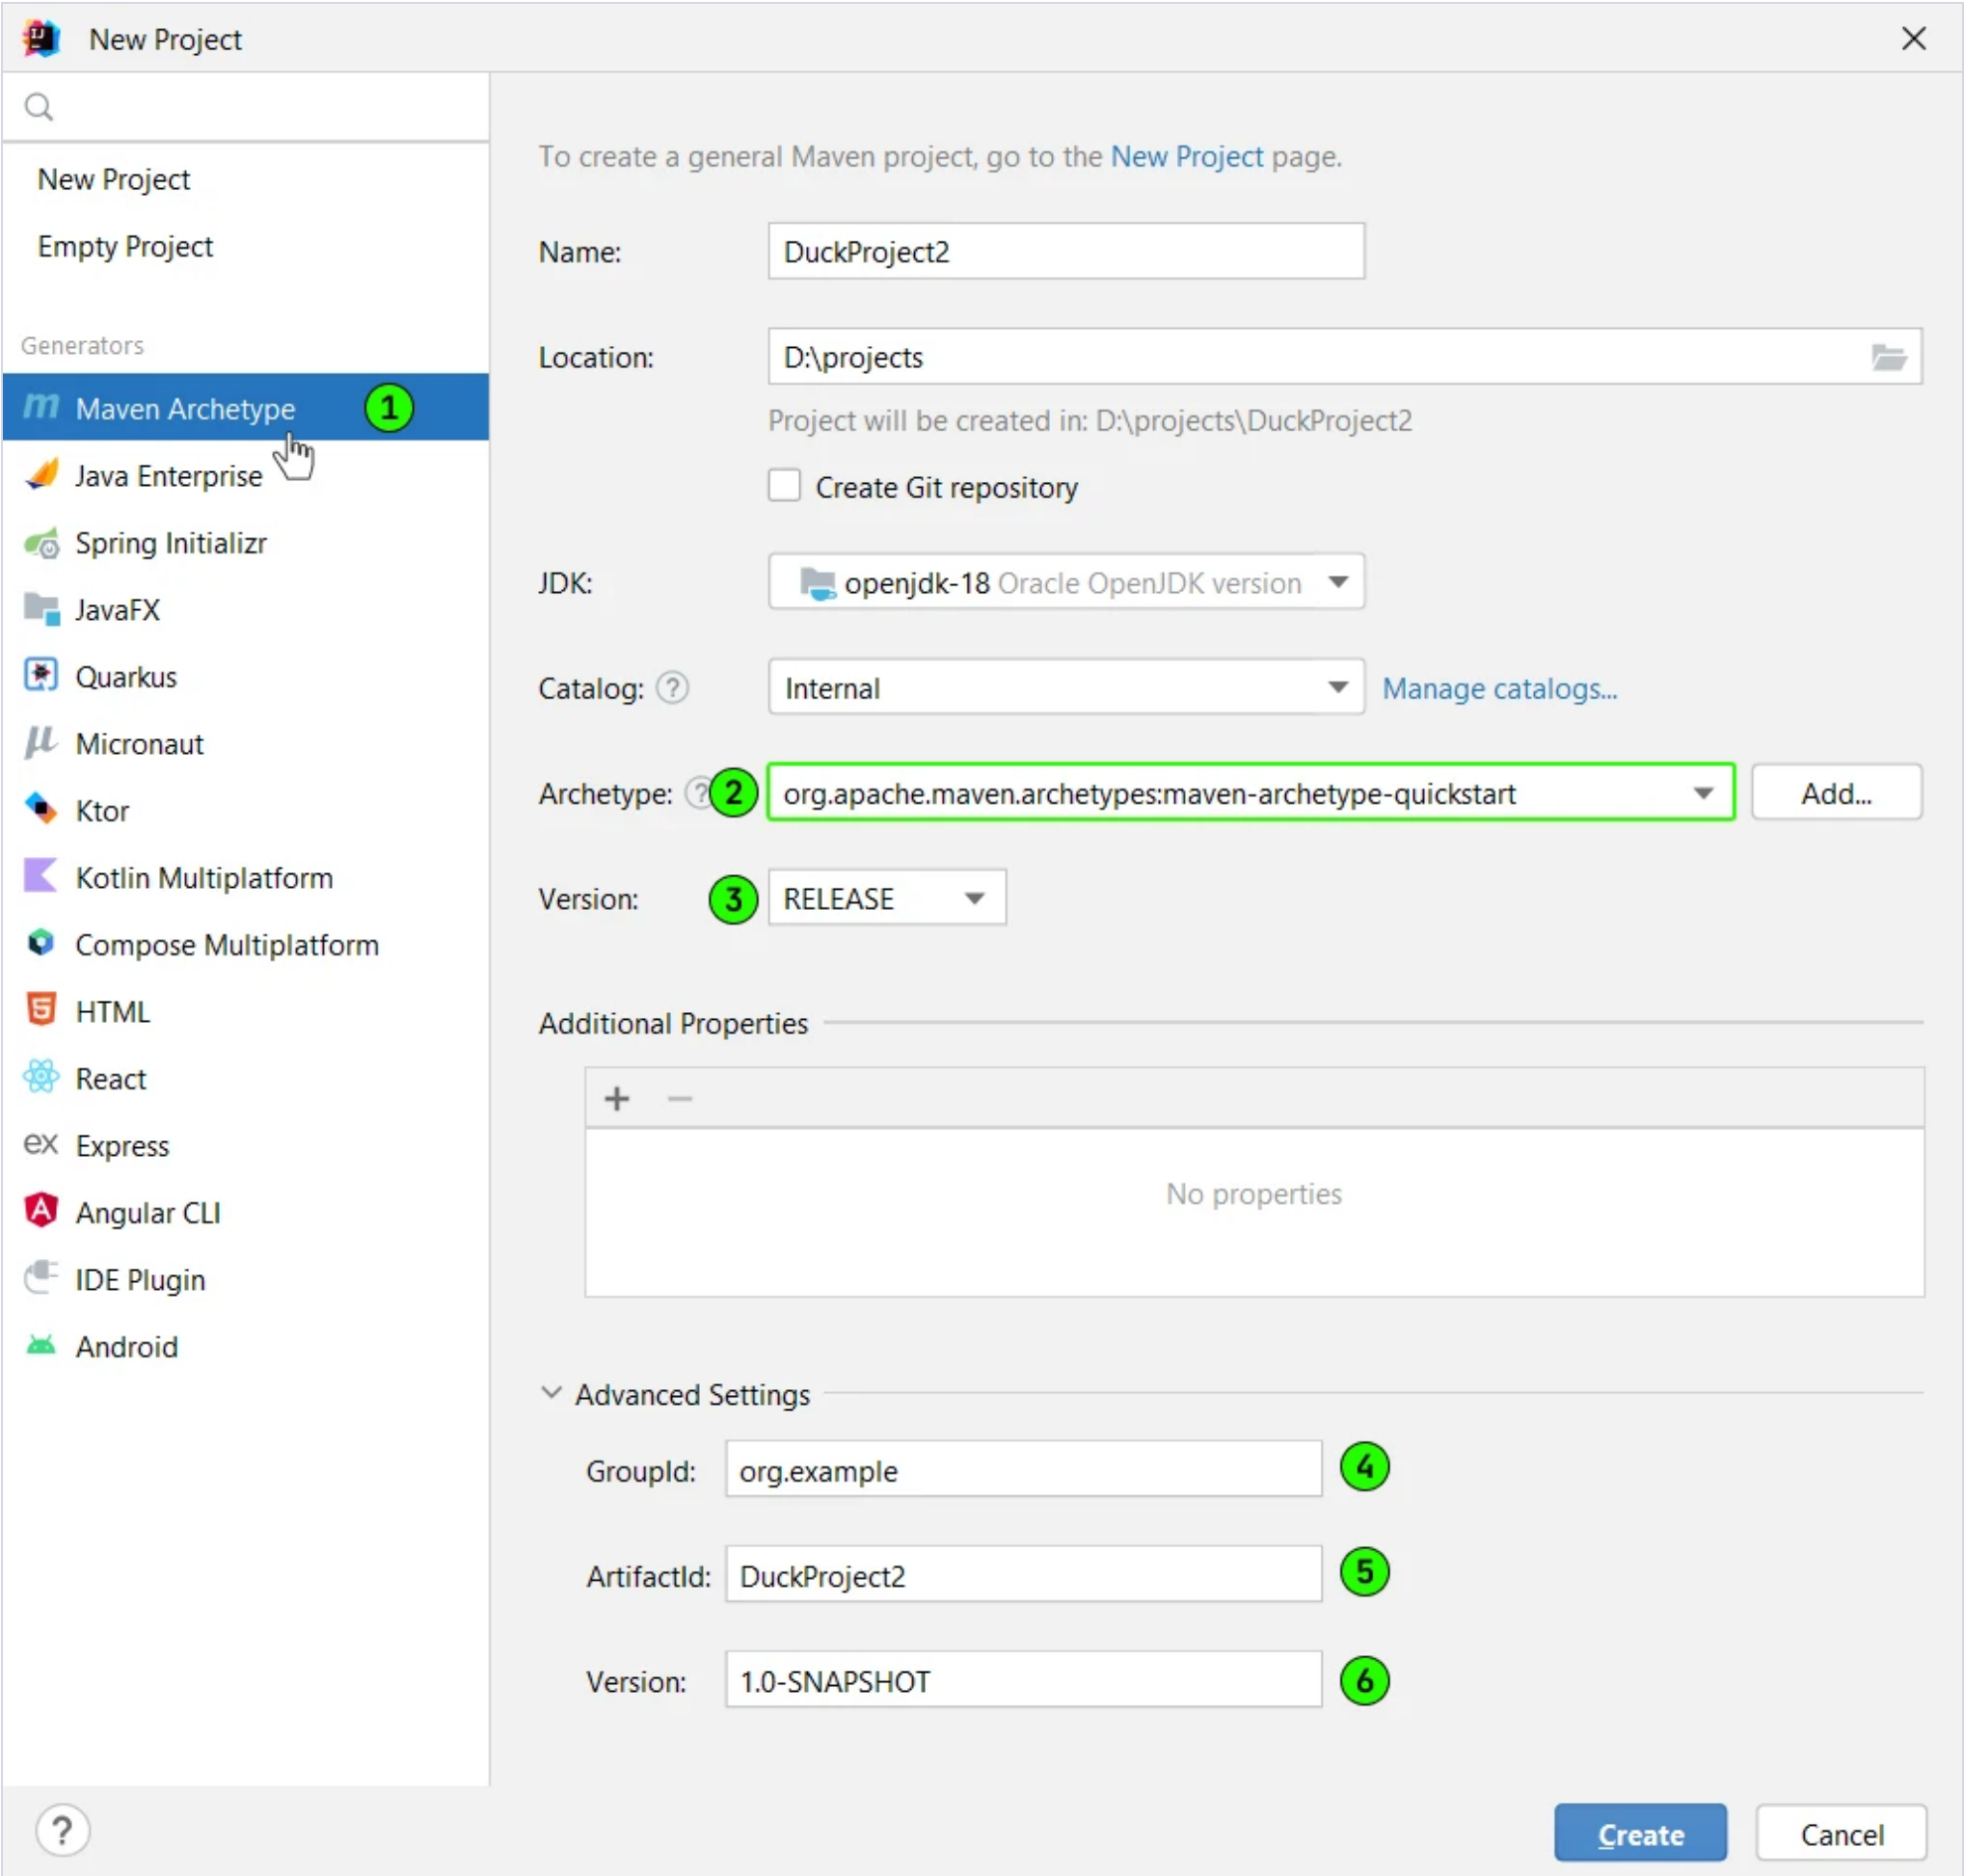 New Project
New Project
Empty Project
Generators
Maven Archetype 1
Java Enterprise
Spring Initializr
JavaFX
Quarkus
Micronaut
Ktor
Kotlin Multiplatform
Compose Multiplatform
HTML
React
ex Express
Angular CLI
IDE Plugin
Android
To create a general Maven project, go to the New Project page.
Name: DuckProject2
Location: D:\projects
Project will be created in: D:\projects\DuckProject2
Create Git repository
JDK: openjdk-18 Oracle OpenJDK version
Catalog: ? Internal Manage catalogs...
Archetype: ? 2 org.apache.maven.archetypes:maven-archetype-quickstart Add...
Version: 3 RELEASE
Additional Properties
No properties
Advanced Settings
GroupId: org.example 4
ArtifactId: DuckProject2 5
Version: 1.0-SNAPSHOT 6
? Create Cancel